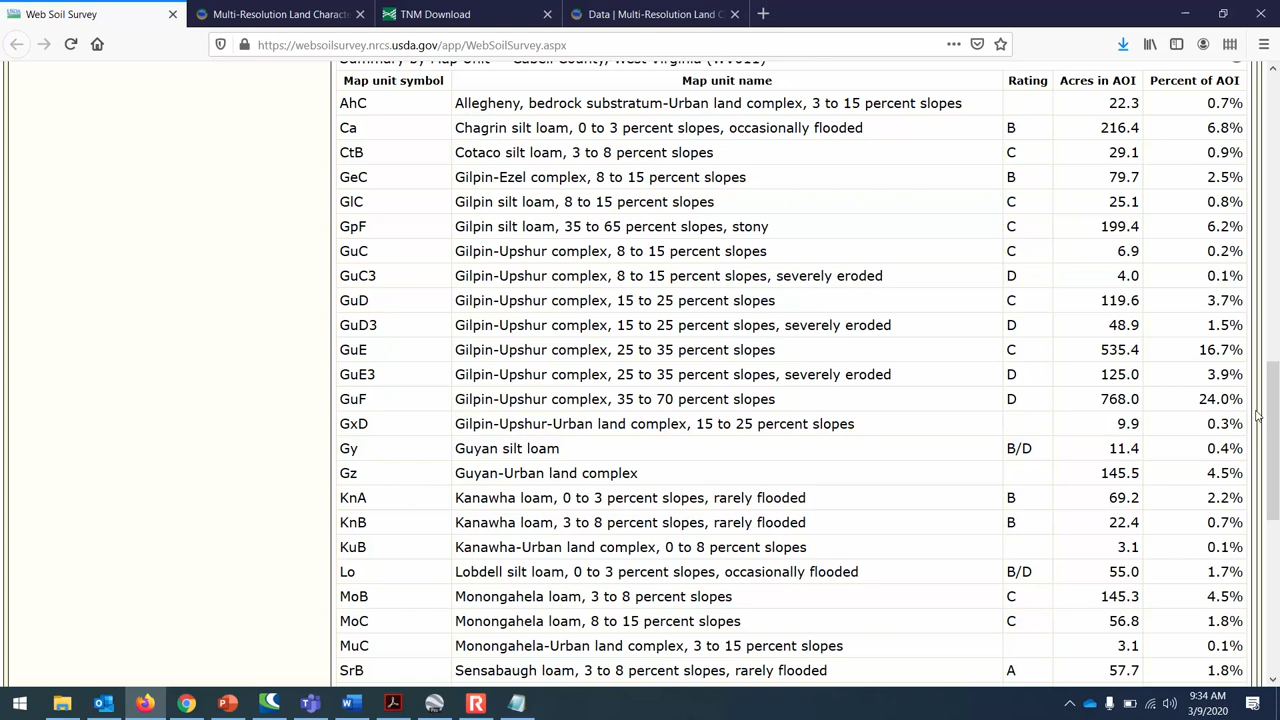 Web Soil Survey
Multi-Resolution Land Characte
TNM Download
Data | Multi-Resolution Land C
https://websoilsurvey.nrcs.usda.gov/app/WebSoilSurvey.aspx
Summary by Map Unit — Cabell County, West Virginia (WV011)
Map unit symbol Map unit name Rating Acres in AOI Percent of AOI
AhC Allegheny, bedrock substratum-Urban land complex, 3 to 15 percent slopes 22.3 0.7%
Ca Chagrin silt loam, 0 to 3 percent slopes, occasionally flooded B 216.4 6.8%
CtB Cotaco silt loam, 3 to 8 percent slopes C 29.1 0.9%
GeC Gilpin-Ezel complex, 8 to 15 percent slopes B 79.7 2.5%
GlC Gilpin silt loam, 8 to 15 percent slopes C 25.1 0.8%
GpF Gilpin silt loam, 35 to 65 percent slopes, stony C 199.4 6.2%
GuC Gilpin-Upshur complex, 8 to 15 percent slopes C 6.9 0.2%
GuC3 Gilpin-Upshur complex, 8 to 15 percent slopes, severely eroded D 4.0 0.1%
GuD Gilpin-Upshur complex, 15 to 25 percent slopes C 119.6 3.7%
GuD3 Gilpin-Upshur complex, 15 to 25 percent slopes, severely eroded D 48.9 1.5%
GuE Gilpin-Upshur complex, 25 to 35 percent slopes C 535.4 16.7%
GuE3 Gilpin-Upshur complex, 25 to 35 percent slopes, severely eroded D 125.0 3.9%
GuF Gilpin-Upshur complex, 35 to 70 percent slopes D 768.0 24.0%
GxD Gilpin-Upshur-Urban land complex, 15 to 25 percent slopes 9.9 0.3%
Gy Guyan silt loam B/D 11.4 0.4%
Gz Guyan-Urban land complex 145.5 4.5%
KnA Kanawha loam, 0 to 3 percent slopes, rarely flooded B 69.2 2.2%
KnB Kanawha loam, 3 to 8 percent slopes, rarely flooded B 22.4 0.7%
KuB Kanawha-Urban land complex, 0 to 8 percent slopes 3.1 0.1%
Lo Lobdell silt loam, 0 to 3 percent slopes, occasionally flooded B/D 55.0 1.7%
MoB Monongahela loam, 3 to 8 percent slopes C 145.3 4.5%
MoC Monongahela loam, 8 to 15 percent slopes C 56.8 1.8%
MuC Monongahela-Urban land complex, 3 to 15 percent slopes 3.1 0.1%
SrB Sensabaugh loam, 3 to 8 percent slopes, rarely flooded A 57.7 1.8%
9:34 AM
3/9/2020